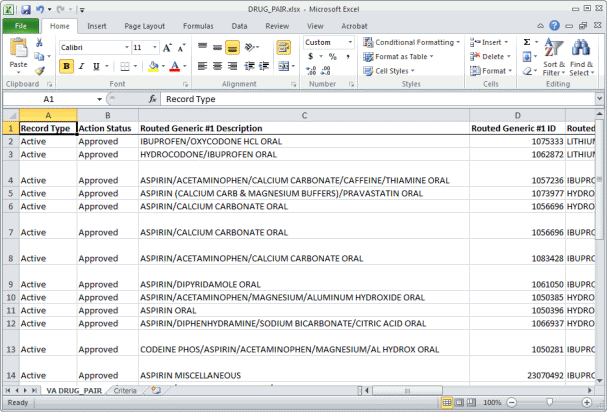 DRUG_PAIR.xlsx - Microsoft Excel
File Home Insert Page Layout Formulas Data Review View Acrobat
Calibri 11 A A Custom Conditional Formatting Insert Σ
Paste Format as Table Delete Sort & Find &
B I U A $ % , Cell Styles Format Filter Select
Clipboard Font Alignment Number Styles Cells Editing
A1 fx Record Type
A B C D
1 Record Type Action Status Routed Generic #1 Description Routed Generic #1 ID Routed
2 Active Approved IBUPROFEN/OXYCODONE HCL ORAL 1075333 LITHIUM
3 Active Approved HYDROCODONE/IBUPROFEN ORAL 1062872 LITHIUM
4 Active Approved ASPIRIN/ACETAMINOPHEN/CALCIUM CARBONATE/CAFFEINE/THIAMINE ORAL 1057236 IBUPRO
5 Active Approved ASPIRIN (CALCIUM CARB & MAGNESIUM BUFFERS)/PRAVASTATIN ORAL 1073977 HYDRO
6 Active Approved ASPIRIN/CALCIUM CARBONATE ORAL 1056696 HYDRO
7 Active Approved ASPIRIN/CALCIUM CARBONATE ORAL 1056696 IBUPRO
8 Active Approved ASPIRIN/ACETAMINOPHEN/CALCIUM CARBONATE ORAL 1083428 IBUPRO
9 Active Approved ASPIRIN/DIPYRIDAMOLE ORAL 1061050 IBUPRO
10 Active Approved ASPIRIN/ACETAMINOPHEN/MAGNESIUM/ALUMINUM HYDROXIDE ORAL 1050385 HYDRO
11 Active Approved ASPIRIN ORAL 1050396 HYDRO
12 Active Approved ASPIRIN/DIPHENHYDRAMINE/SODIUM BICARBONATE/CITRIC ACID ORAL 1066937 HYDRO
13 Active Approved CODEINE PHOS/ASPIRIN/ACETAMINOPHEN/MAGNESIUM/AL HYDROX ORAL 1050281 IBUPRO
14 Active Approved ASPIRIN MISCELLANEOUS 23070492 IBUPRO
VA DRUG_PAIR Criteria
Ready 100%